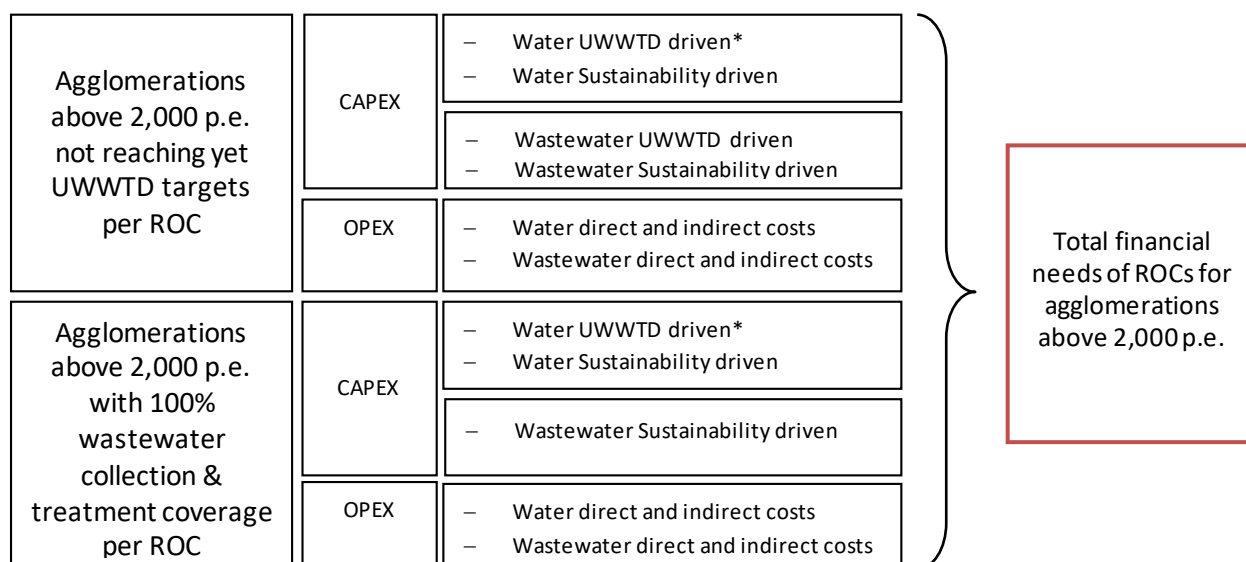 Agglomerations
above 2,000 p.e.
not reaching yet
UWWTD targets
per ROC
CAPEX
– Water UWWTD driven*
– Water Sustainability driven
– Wastewater UWWTD driven
– Wastewater Sustainability driven
OPEX
– Water direct and indirect costs
– Wastewater direct and indirect costs
Agglomerations
above 2,000 p.e.
with 100%
wastewater
collection &
treatment coverage
per ROC
CAPEX
– Water UWWTD driven*
– Water Sustainability driven
– Wastewater Sustainability driven
OPEX
– Water direct and indirect costs
– Wastewater direct and indirect costs
Total financial
needs of ROCs for
agglomerations
above 2,000 p.e.